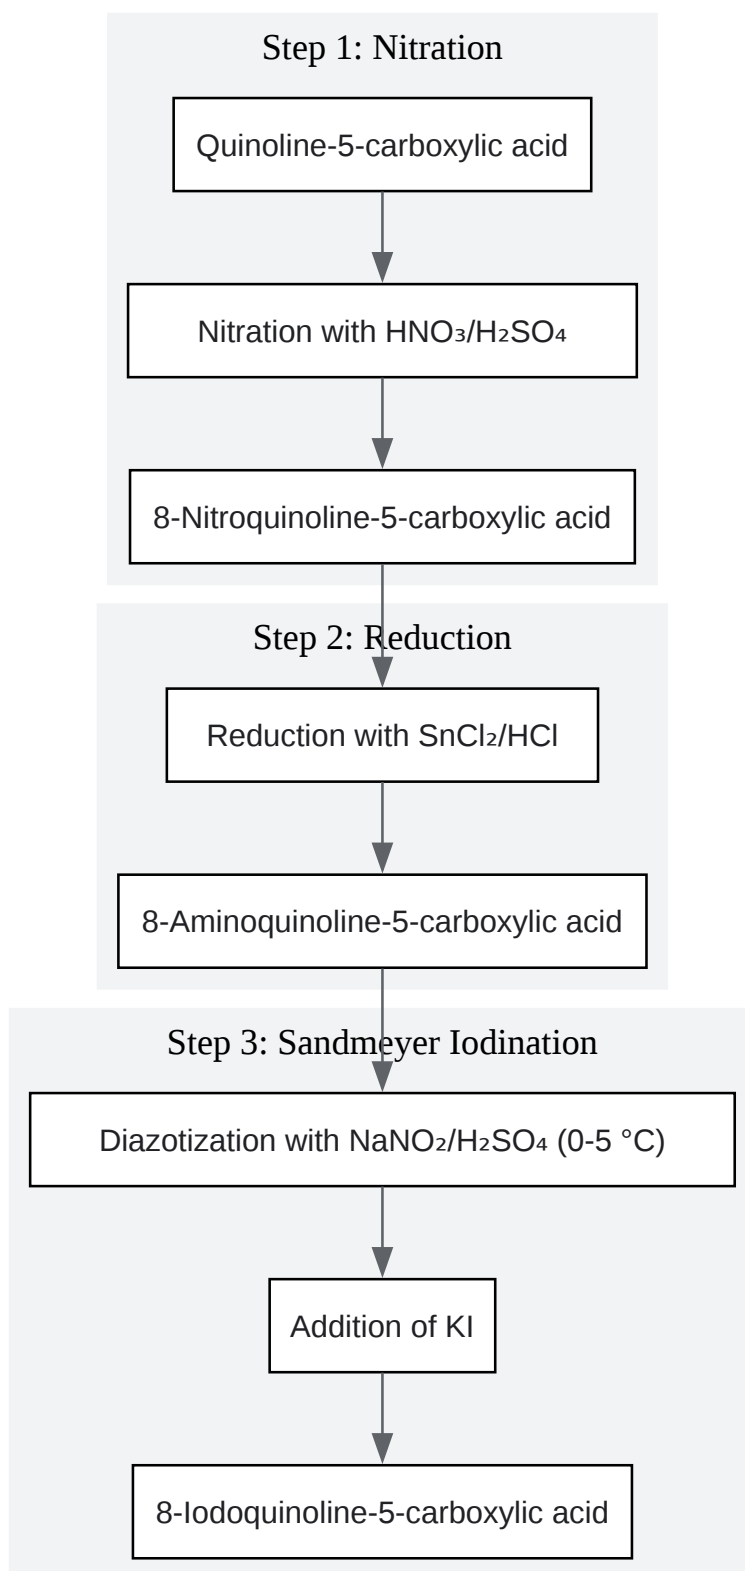 Step 1: Nitration
Quinoline-5-carboxylic acid
Nitration with HNO₃/H₂SO₄
8-Nitroquinoline-5-carboxylic acid
Step 2: Reduction
Reduction with SnCl₂/HCl
8-Aminoquinoline-5-carboxylic acid
Step 3: Sandmeyer Iodination
Diazotization with NaNO₂/H₂SO₄ (0-5 °C)
Addition of KI
8-Iodoquinoline-5-carboxylic acid